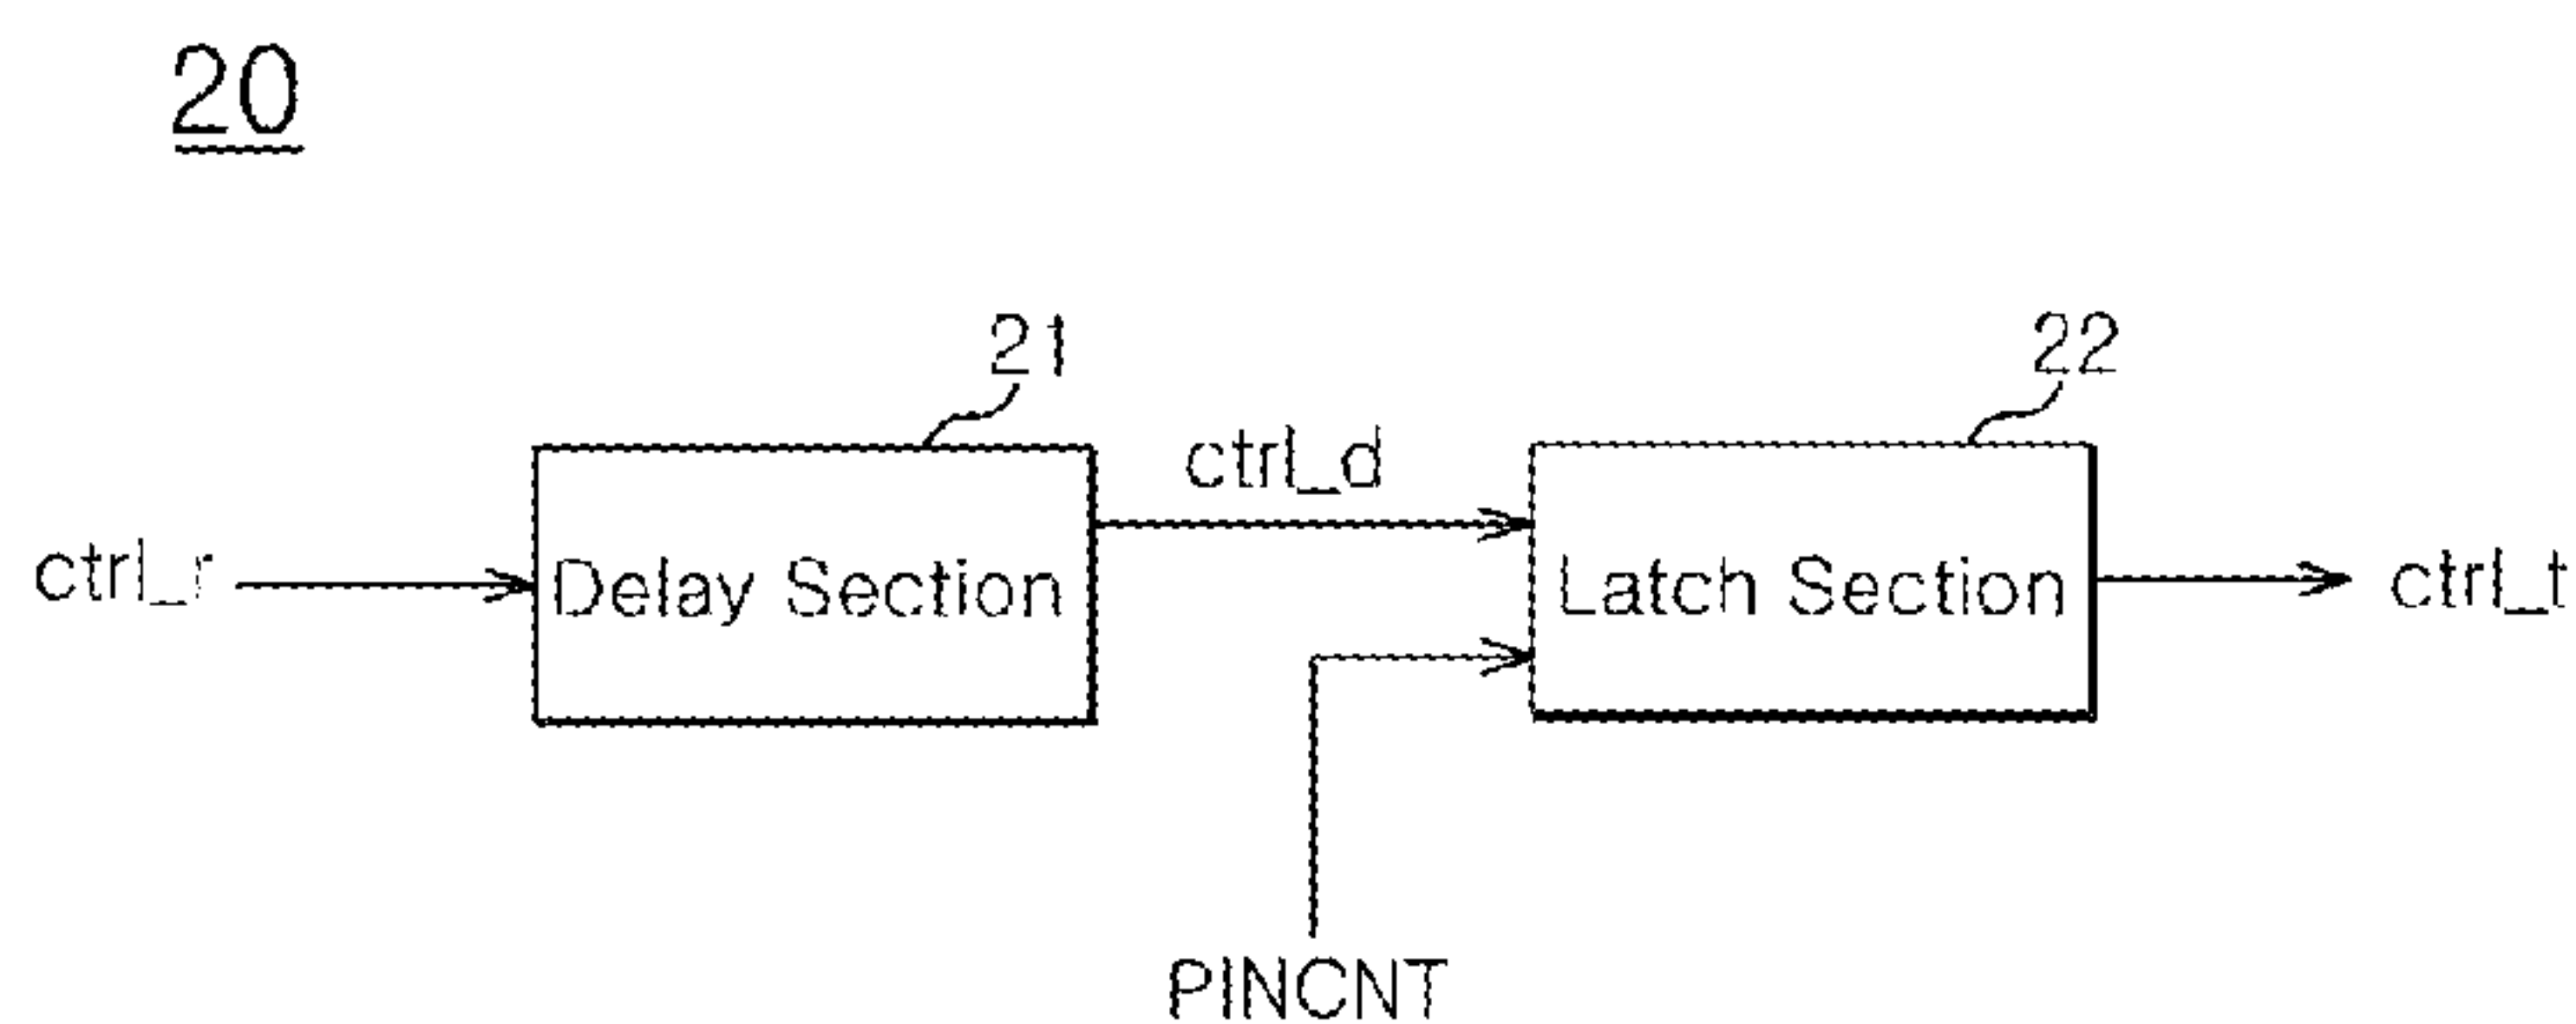 20
21
22
ctrl_d
ctrl_r
Delay Section
Latch Section
ctrl_t
PINCNT